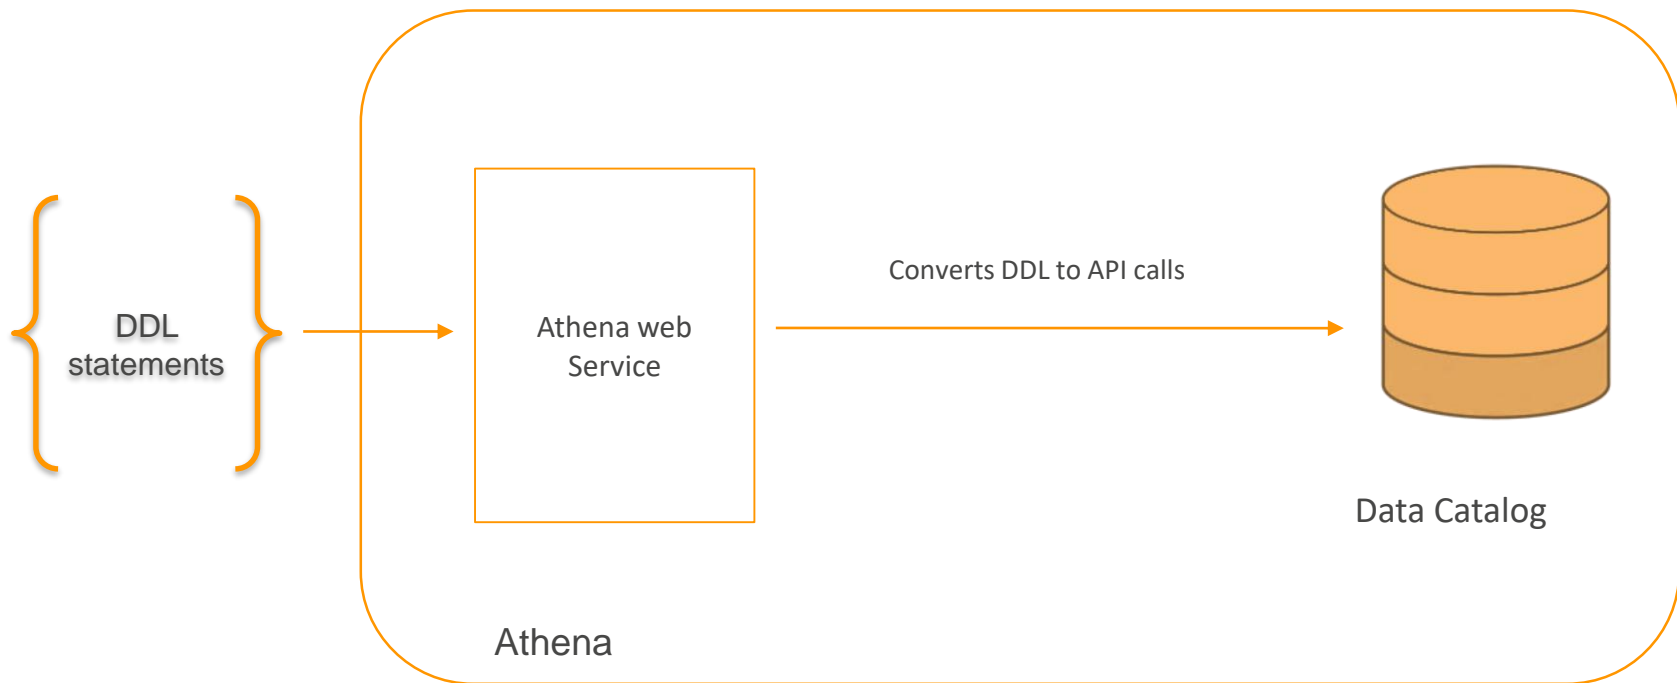 DDL
statements
Athena web
Service
Converts DDL to API calls
Data Catalog
Athena